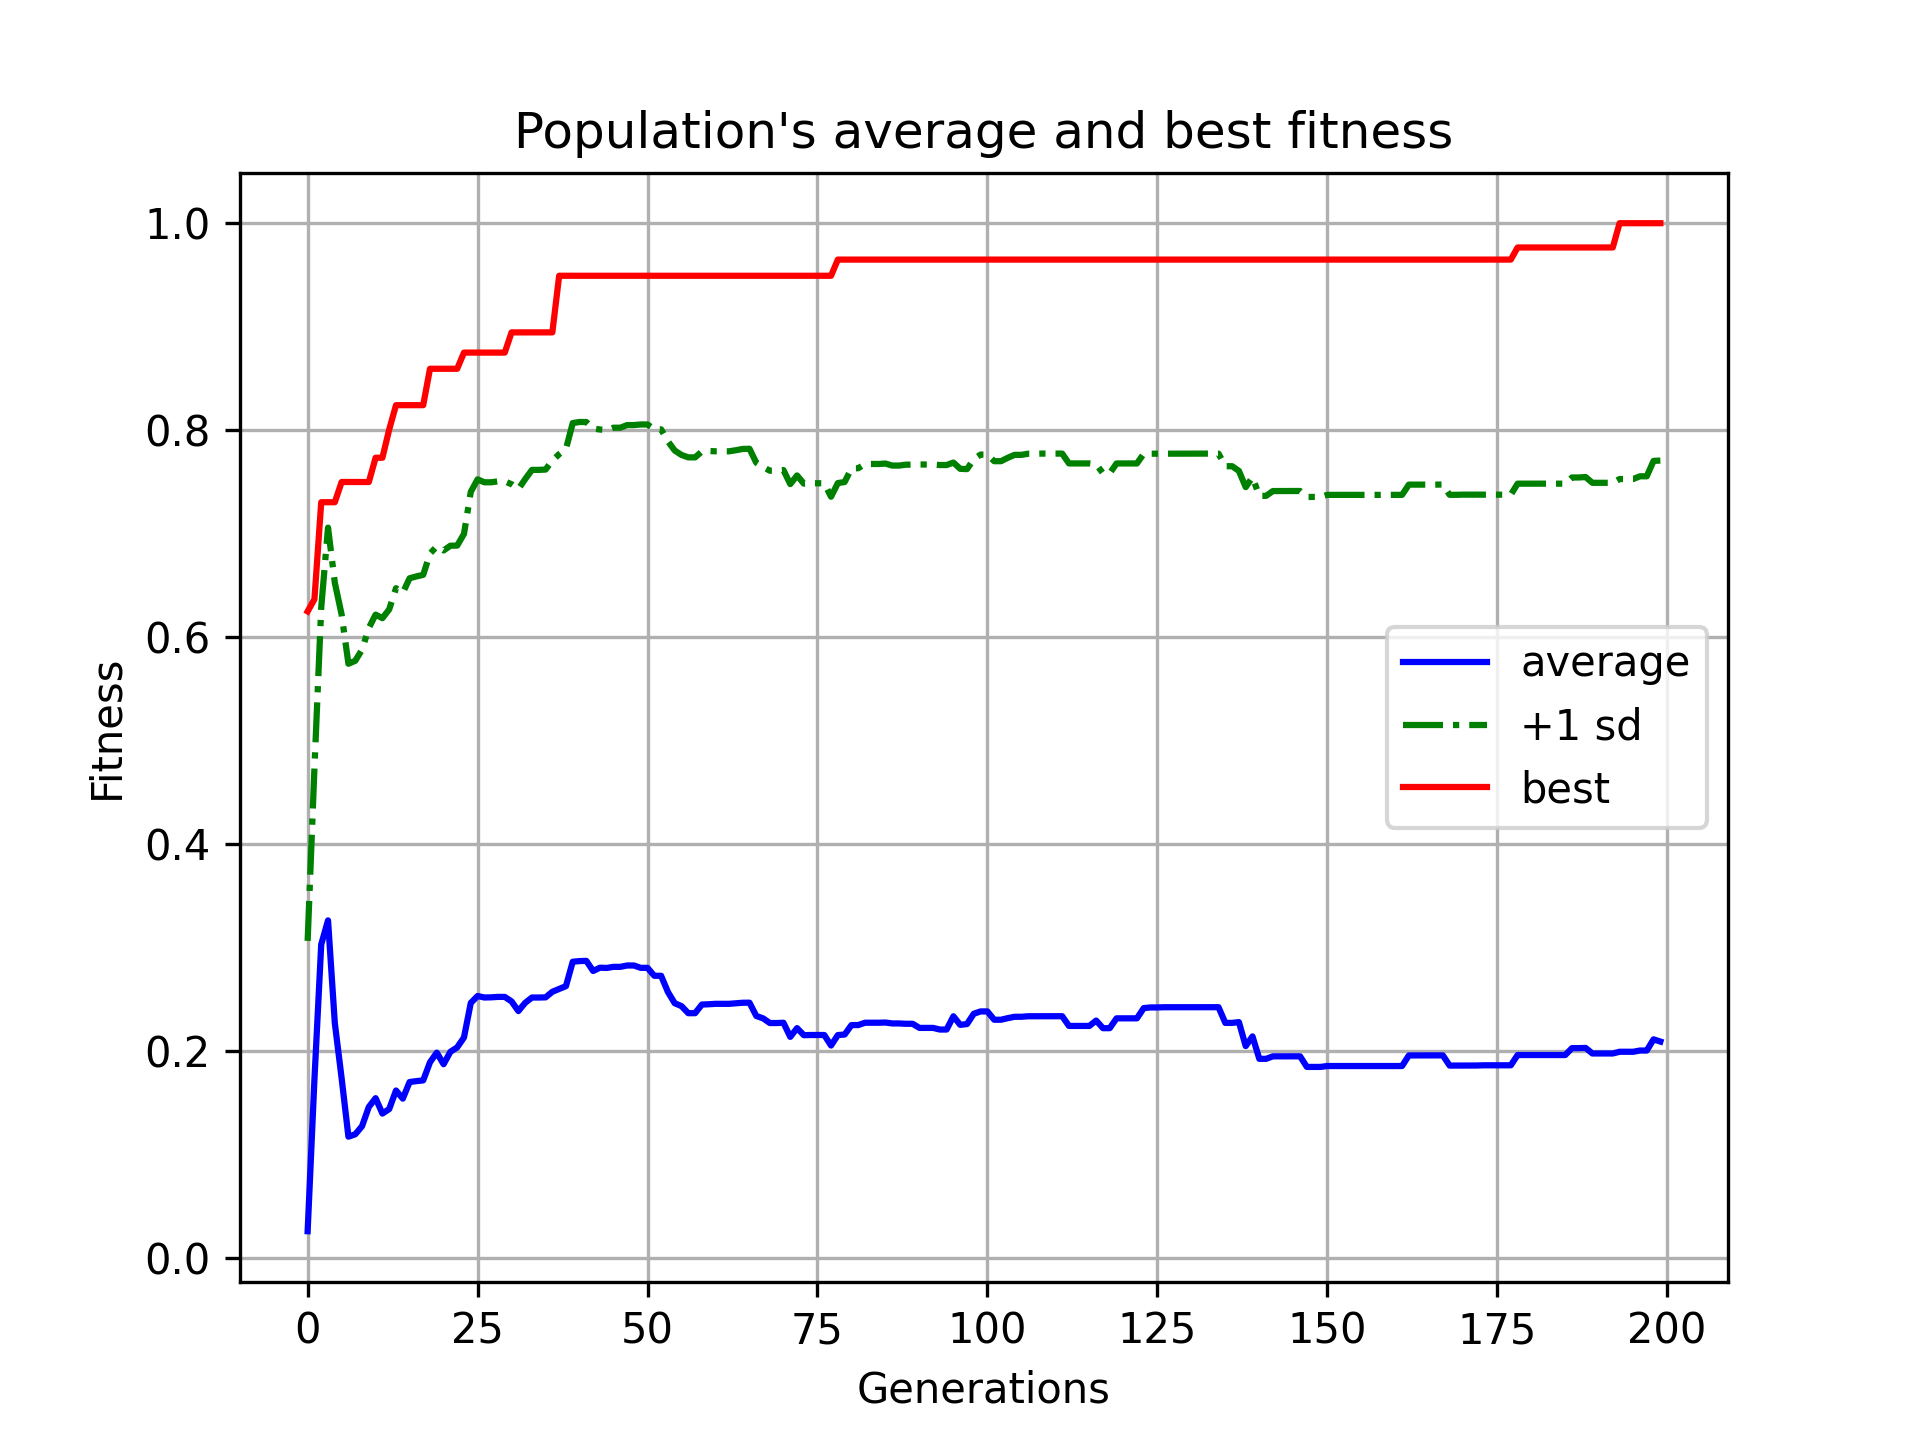 Population's average and best fitness
1.0
0.8
0.6
0.4
0.2
0.0
Fitness
average
+1 sd
best
0 25 50 75 100 125 150 175 200
Generations